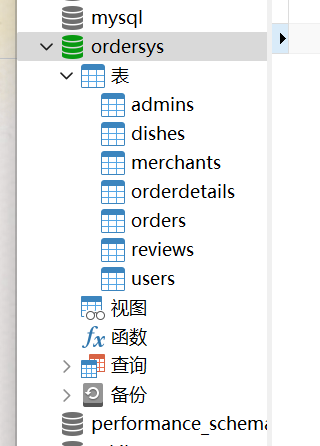 mysql
ordersys
表
admins
dishes
merchants
orderdetails
orders
reviews
users
视图
fx 函数
查询
备份
performance_schema